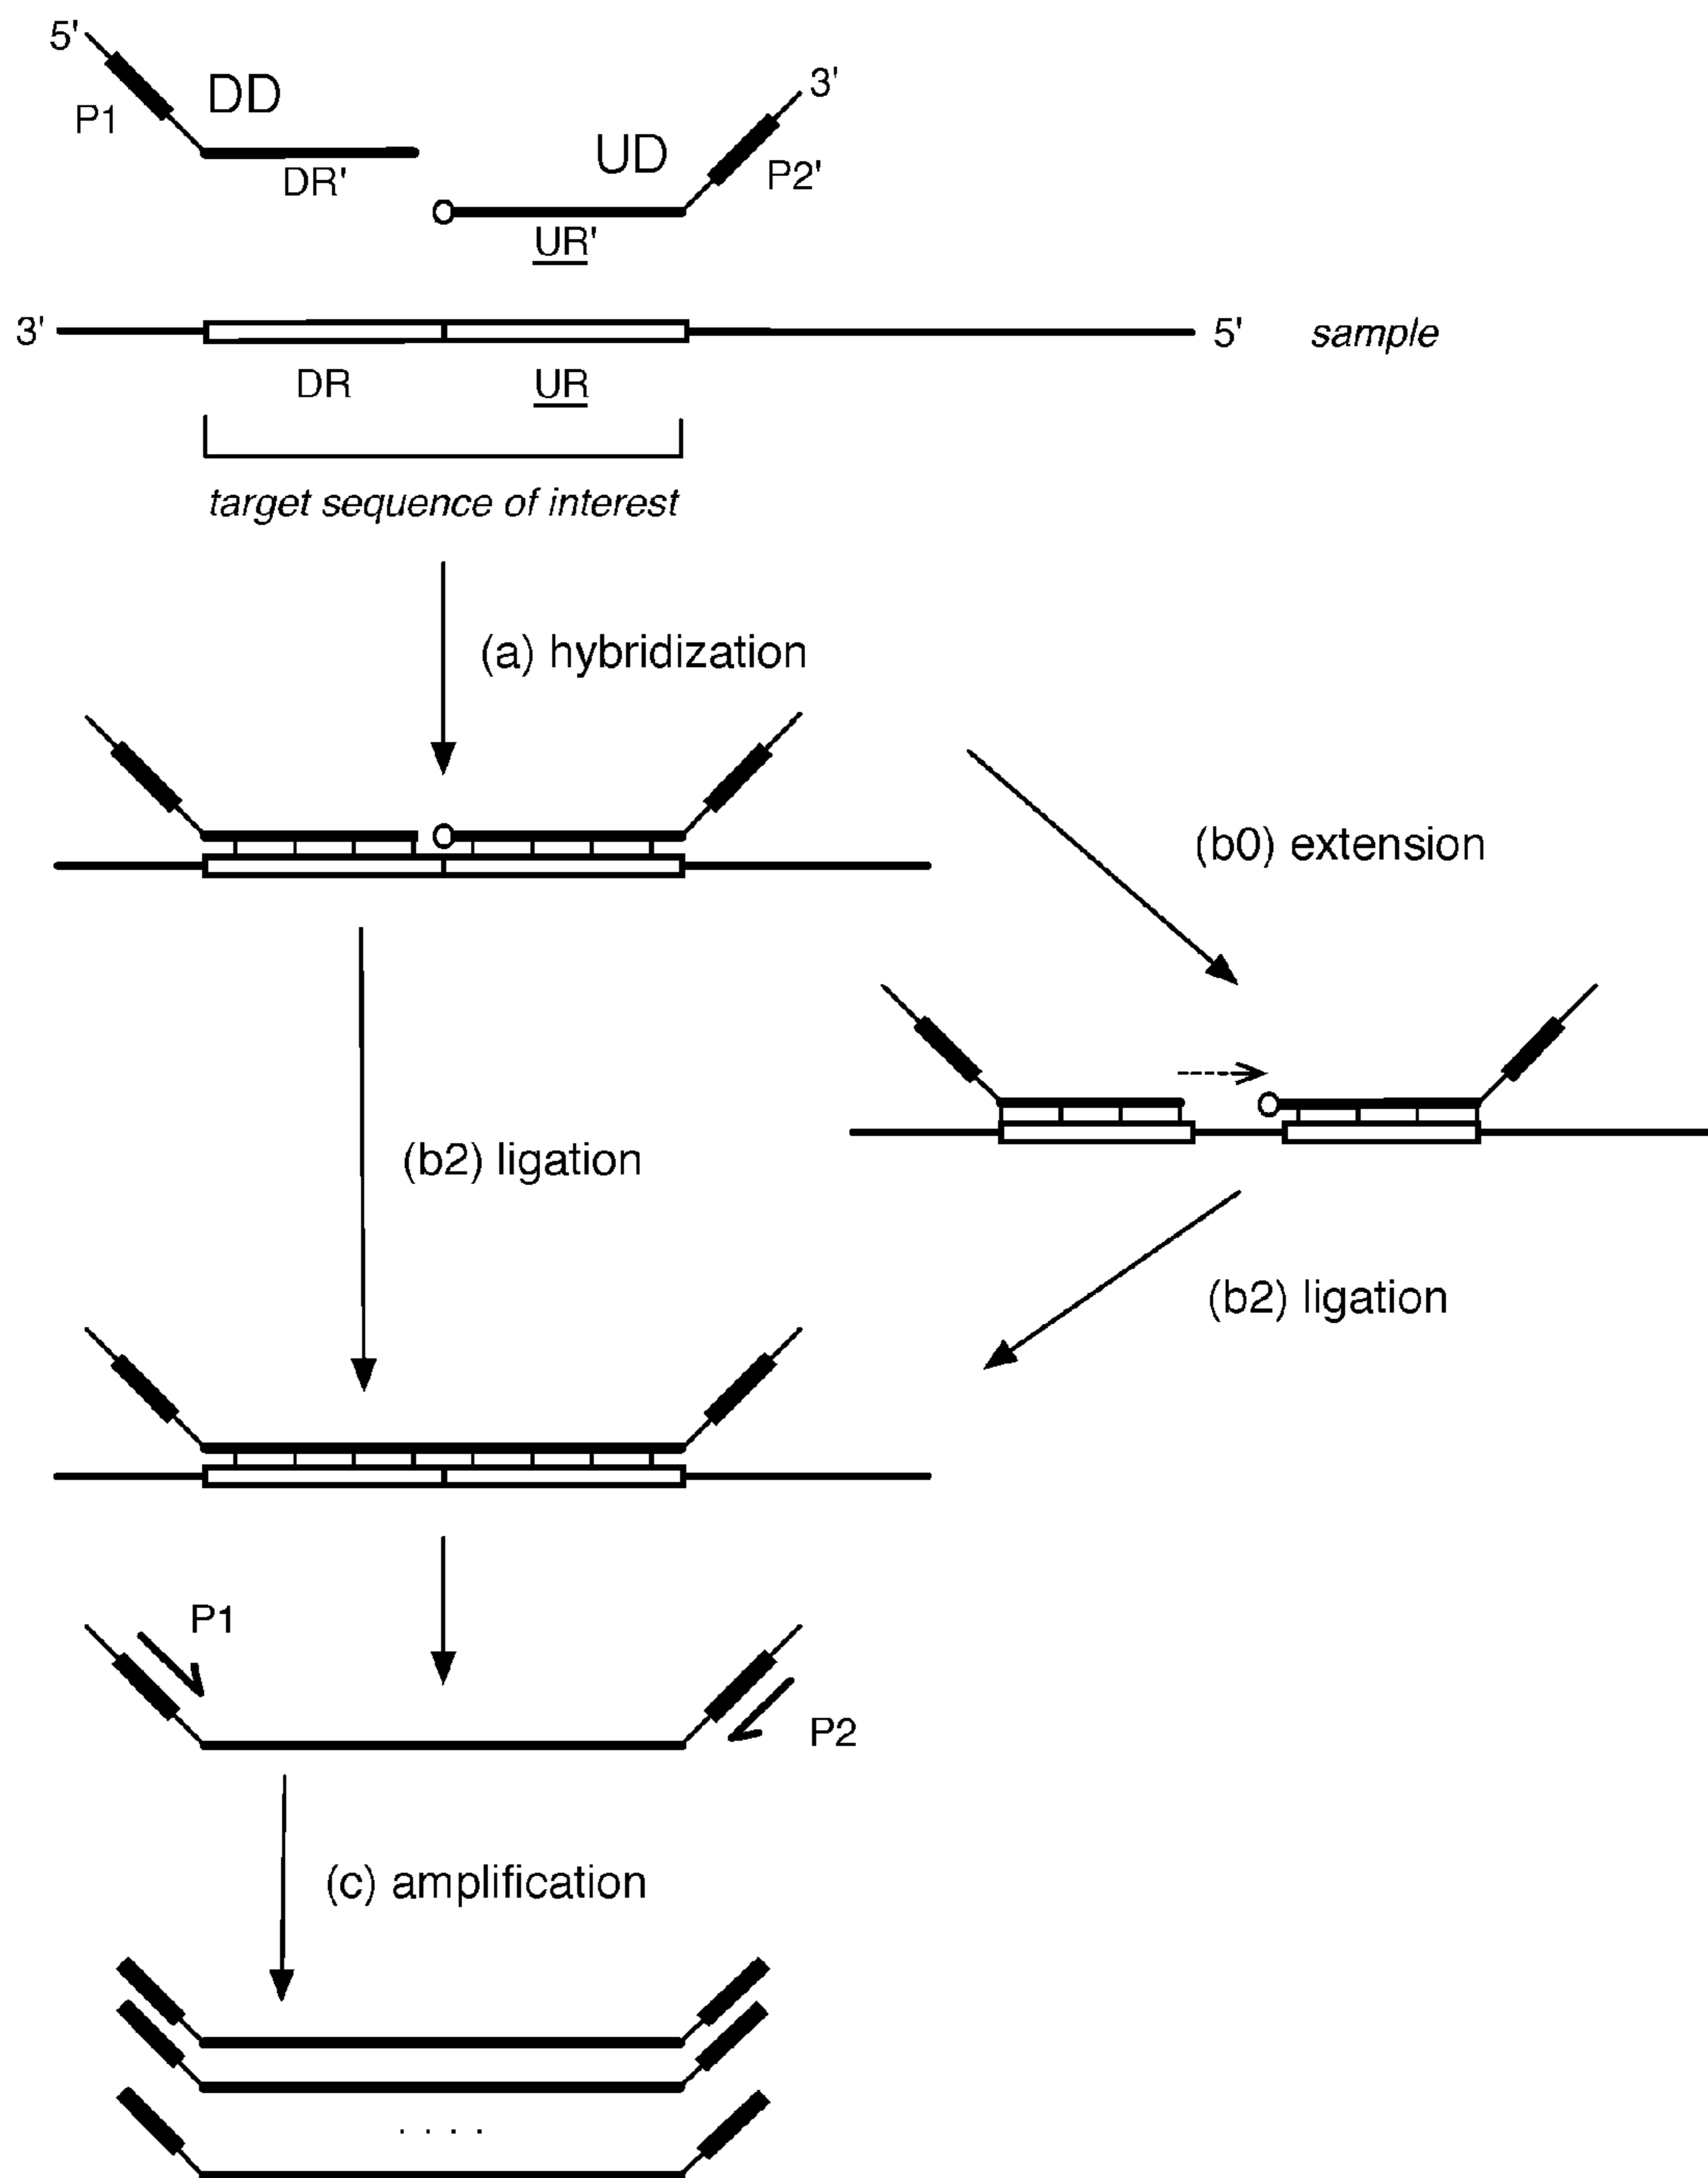 5'
3'
P1
DD
UD
P2'
DR'
UR'
3'
5'
sample
DR
UR
target sequence of interest
(a) hybridization
(b0) extension
(b2) ligation
(b2) ligation
P1
P2
(c) amplification
. . . .